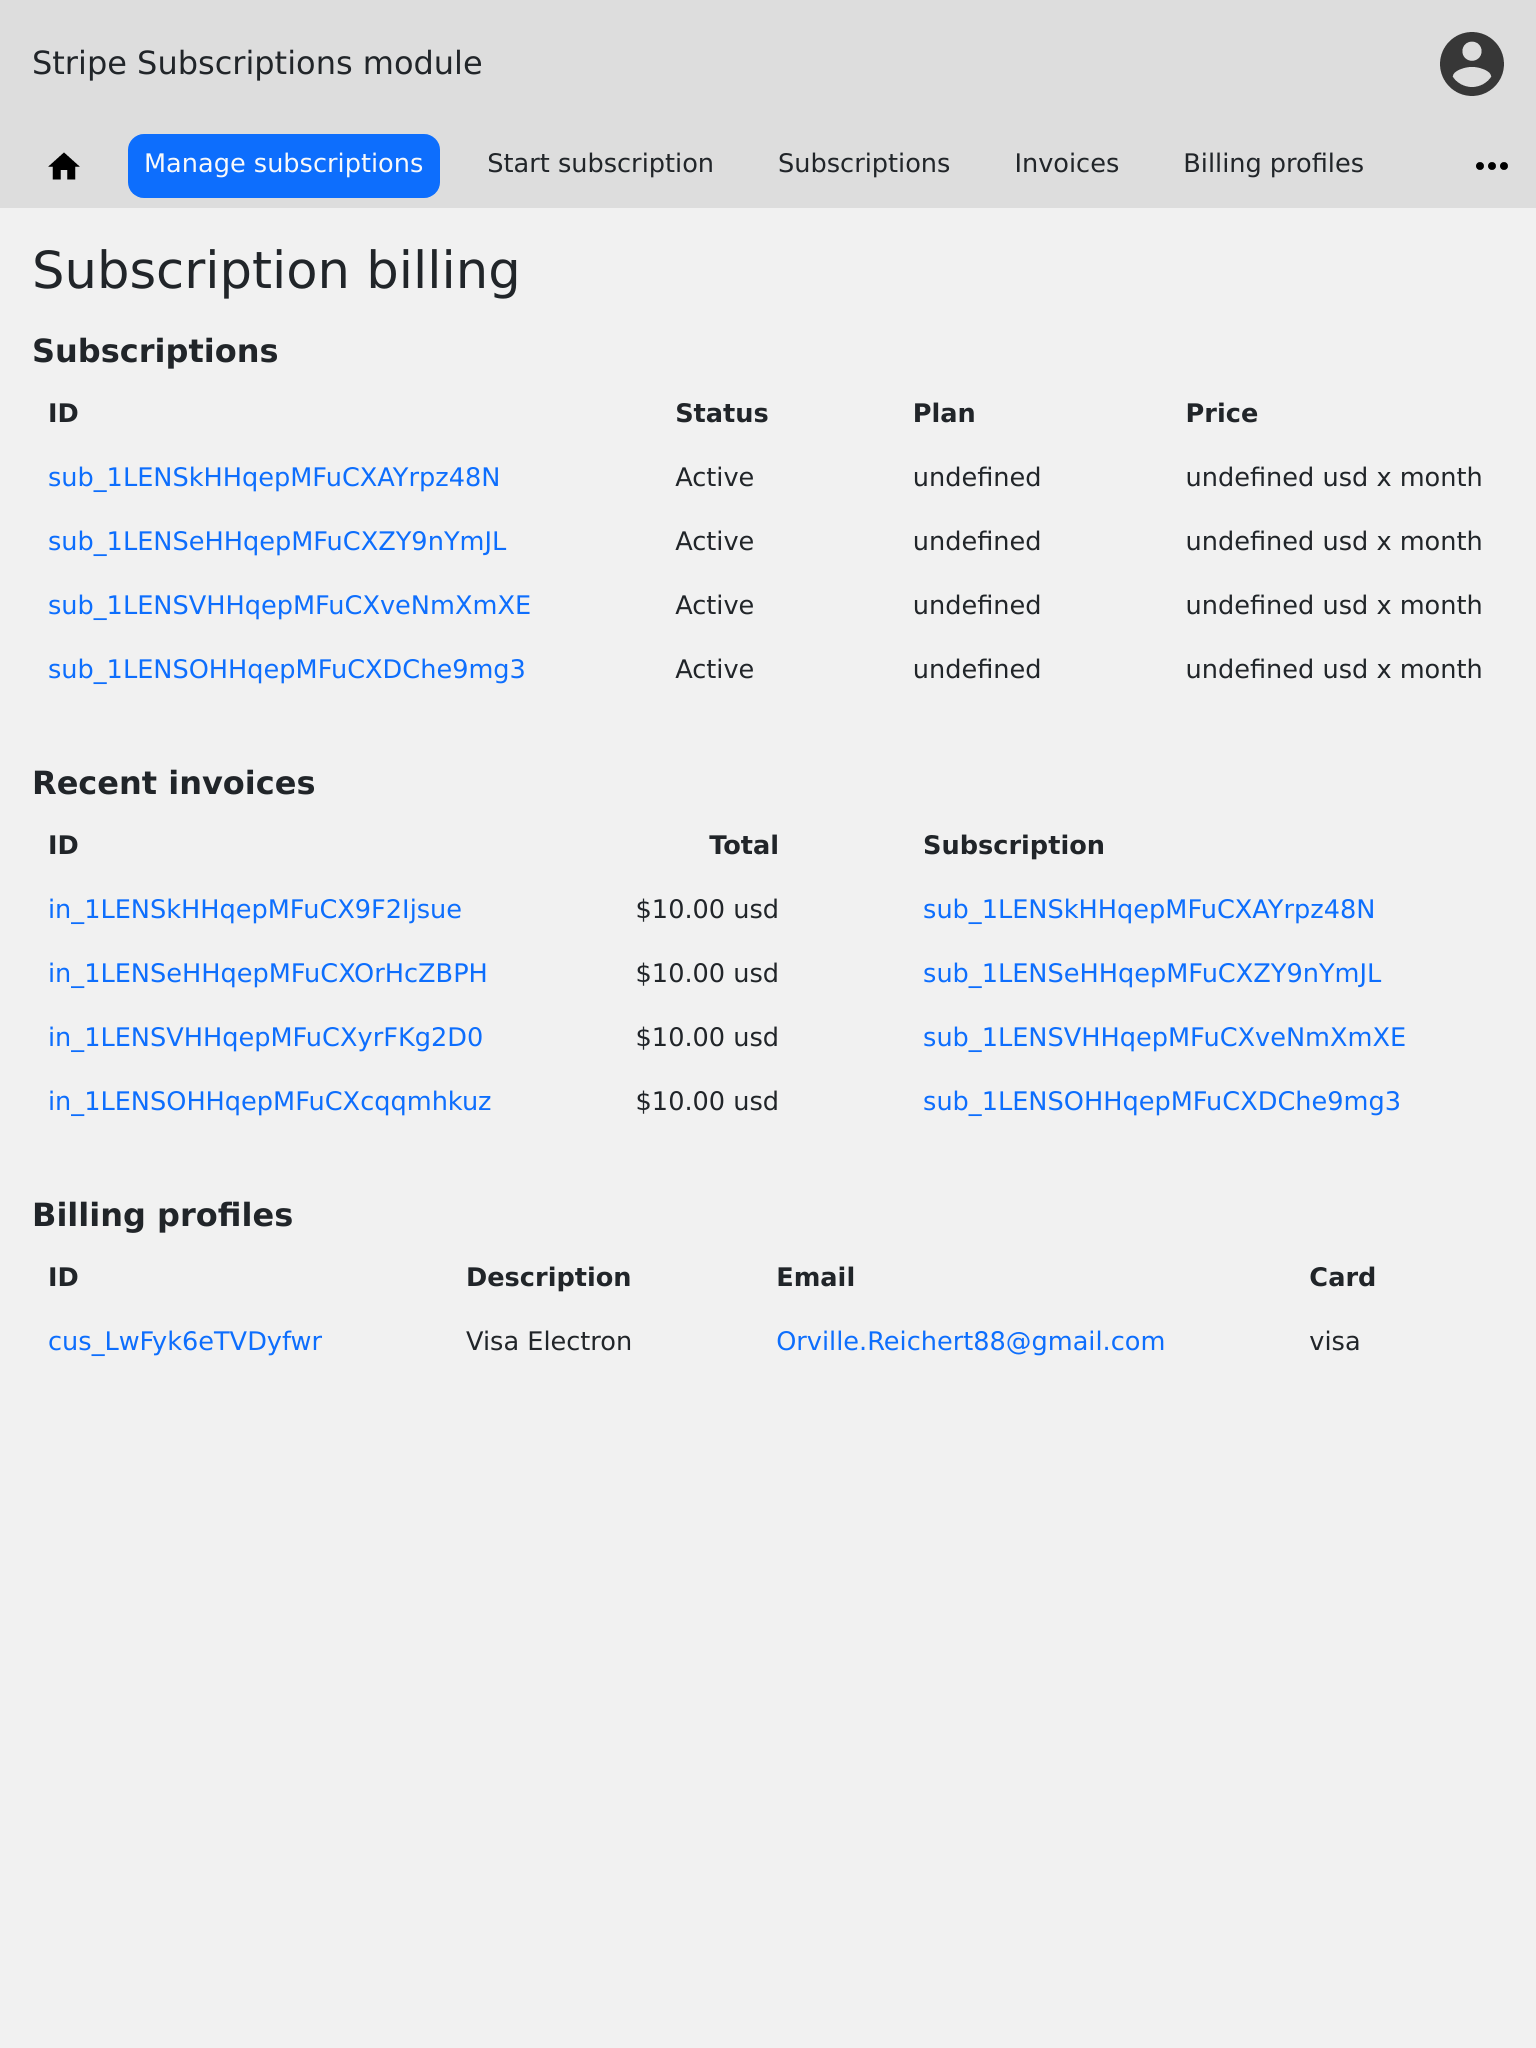 Stripe Subscriptions module
Manage subscriptions Start subscription Subscriptions Invoices Billing profiles
Subscription billing
Subscriptions
ID Status Plan Price
sub_1LENSkHHqepMFuCXAYrpz48N Active undefined undefined usd x month
sub_1LENSeHHqepMFuCXZY9nYmJL Active undefined undefined usd x month
sub_1LENSVHHqepMFuCXveNmXmXE Active undefined undefined usd x month
sub_1LENSOHHqepMFuCXDChe9mg3 Active undefined undefined usd x month
Recent invoices
ID Total Subscription
in_1LENSkHHqepMFuCX9F2Ijsue $10.00 usd sub_1LENSkHHqepMFuCXAYrpz48N
in_1LENSeHHqepMFuCXOrHcZBPH $10.00 usd sub_1LENSeHHqepMFuCXZY9nYmJL
in_1LENSVHHqepMFuCXyrFKg2D0 $10.00 usd sub_1LENSVHHqepMFuCXveNmXmXE
in_1LENSOHHqepMFuCXcqqmhkuz $10.00 usd sub_1LENSOHHqepMFuCXDChe9mg3
Billing profiles
ID Description Email Card
cus_LwFyk6eTVDyfwr Visa Electron Orville.Reichert88@gmail.com visa